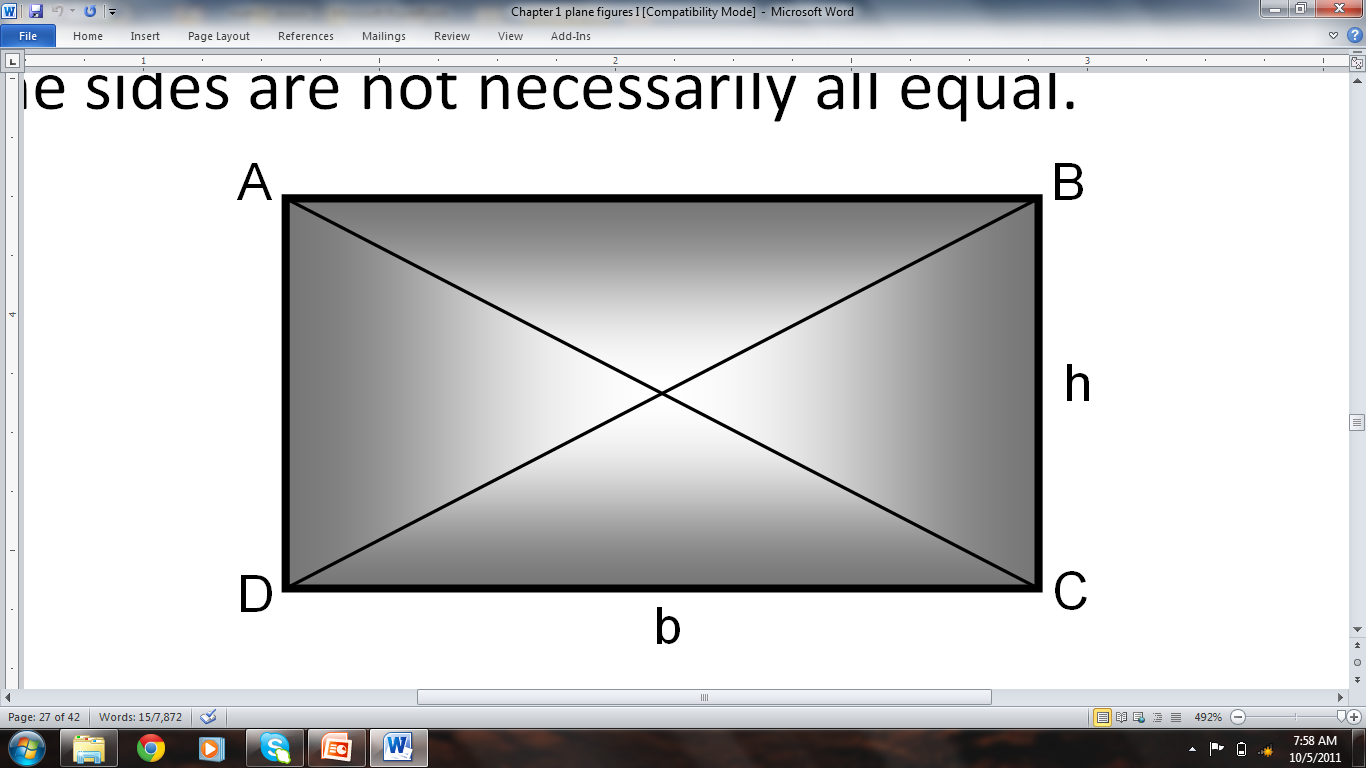 Chapter 1 plane figures I [Compatibility Mode] - Microsoft Word
File Home Insert Page Layout References Mailings Review View Add-Ins
1 2 3
he sides are not necessarily all equal.
A B
4
h
D C
b
Page: 27 of 42 Words: 15/7,872 492%
7:58 AM
10/5/2011